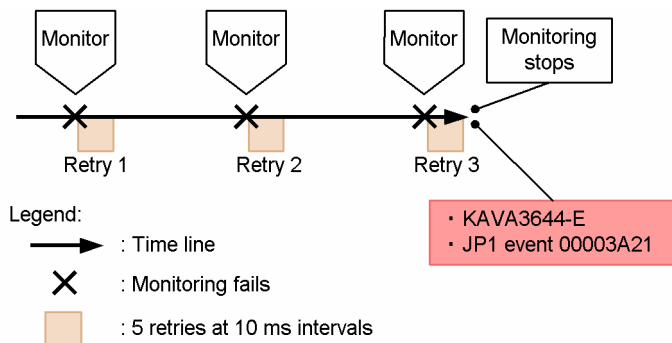 Monitor
Monitor
Monitor
Monitoring
stops
Retry 1
Retry 2
Retry 3
・KAVA3644-E
・JP1 event 00003A21
Legend:
: Time line
: Monitoring fails
: 5 retries at 10 ms intervals